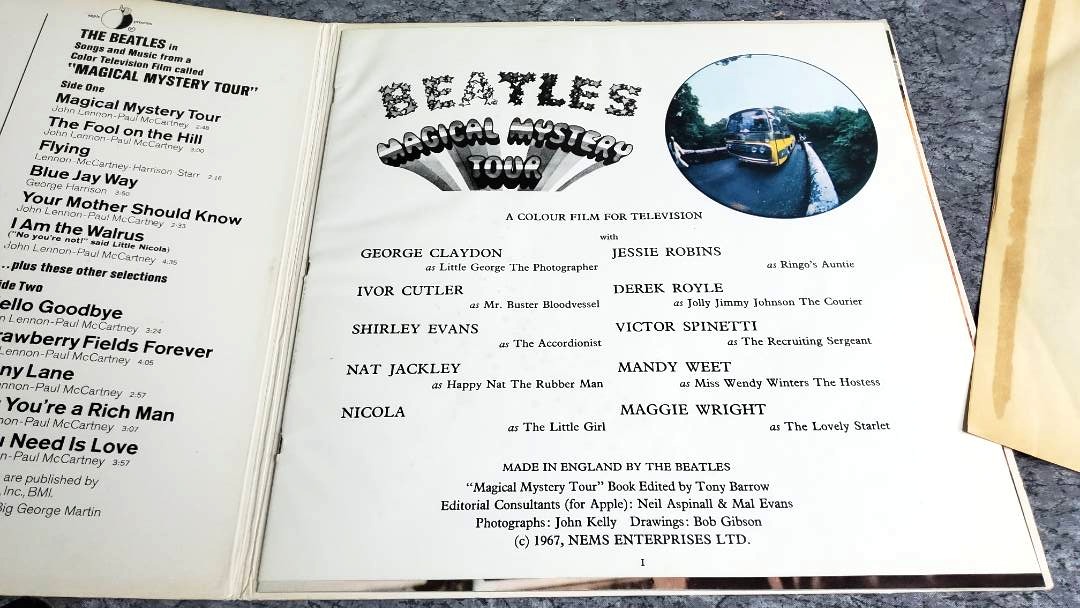 THE BEATLES in
Songs and Music from a
Color Television Film called
"MAGICAL MYSTERY TOUR"
Side One
Magical Mystery Tour
John Lennon-Paul McCartney 2:48
The Fool on the Hill
John Lennon-Paul McCartney 3:00
Flying
Lennon-McCartney-Harrison-Starr 2:16
Blue Jay Way
George Harrison 3:50
Your Mother Should Know
John Lennon-Paul McCartney 2:33
I Am the Walrus
("No you're not!" said Little Nicola)
John Lennon-Paul McCartney 4:35
...plus these other selections
ide Two
ello Goodbye
n Lennon-Paul McCartney 3:24
rawberry Fields Forever
Lennon-Paul McCartney 4:05
ny Lane
ennon-Paul McCartney 2:57
You're a Rich Man
non-Paul McCartney 3:07
u Need Is Love
n-Paul McCartney 3:57
are published by
, Inc., BMI.
Big George Martin
BEATLES
MAGICAL MYSTERY
TOUR
A COLOUR FILM FOR TELEVISION
with
GEORGE CLAYDON
as Little George The Photographer
JESSIE ROBINS
as Ringo's Auntie
IVOR CUTLER
as Mr. Buster Bloodvessel
DEREK ROYLE
as Jolly Jimmy Johnson The Courier
SHIRLEY EVANS
as The Accordionist
VICTOR SPINETTI
as The Recruiting Sergeant
NAT JACKLEY
as Happy Nat The Rubber Man
MANDY WEET
as Miss Wendy Winters The Hostess
NICOLA
as The Little Girl
MAGGIE WRIGHT
as The Lovely Starlet
MADE IN ENGLAND BY THE BEATLES
"Magical Mystery Tour" Book Edited by Tony Barrow
Editorial Consultants (for Apple): Neil Aspinall & Mal Evans
Photographs: John Kelly Drawings: Bob Gibson
(c) 1967, NEMS ENTERPRISES LTD.
I